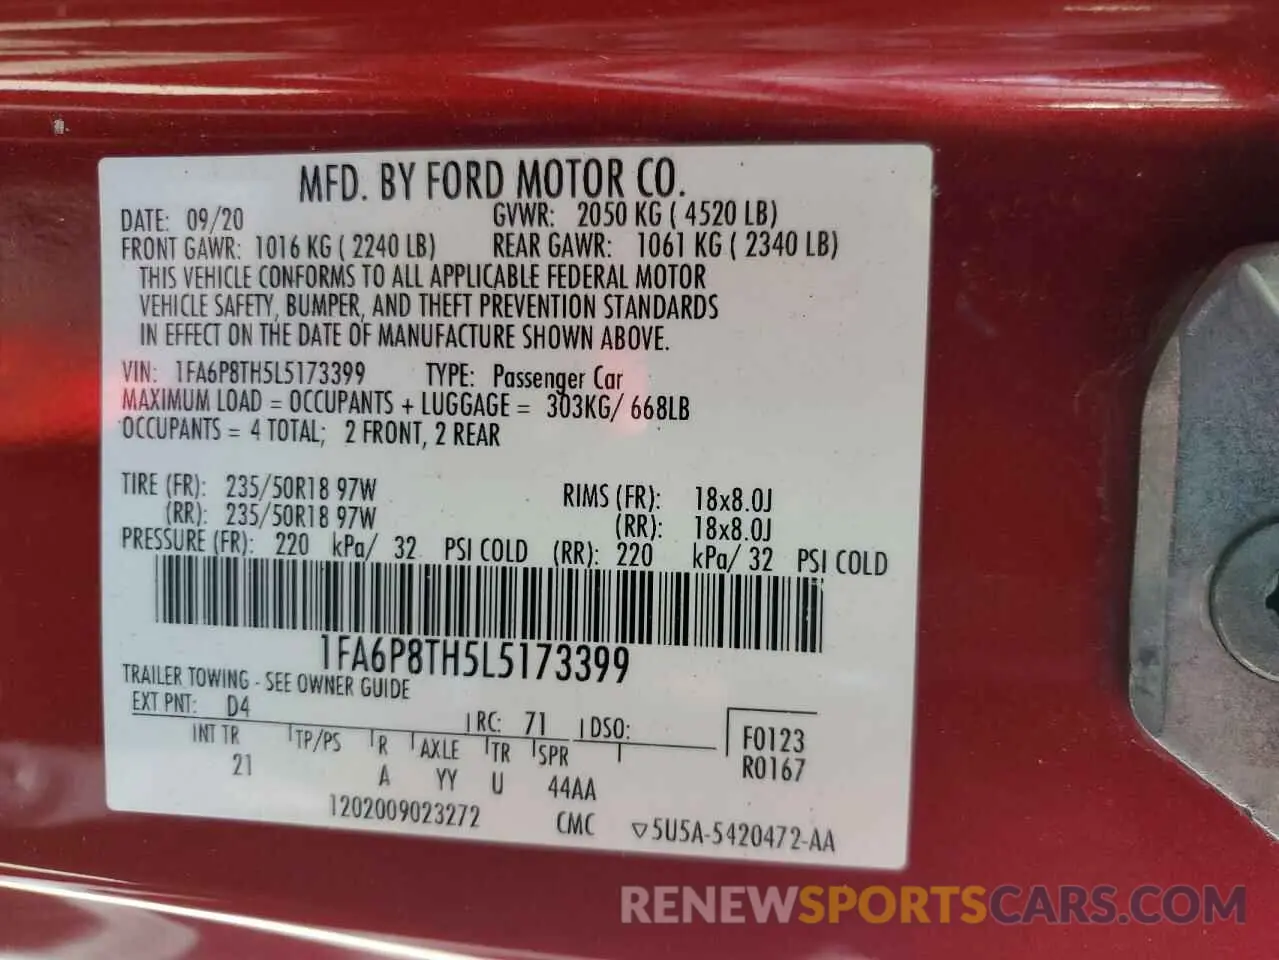 MFD. BY FORD MOTOR CO.
DATE: 09/20 GVWR: 2050 KG ( 4520 LB)
FRONT GAWR: 1016 KG ( 2240 LB) REAR GAWR: 1061 KG ( 2340 LB)
THIS VEHICLE CONFORMS TO ALL APPLICABLE FEDERAL MOTOR
VEHICLE SAFETY, BUMPER, AND THEFT PREVENTION STANDARDS
IN EFFECT ON THE DATE OF MANUFACTURE SHOWN ABOVE.
VIN: 1FA6P8TH5L5173399 TYPE: Passenger Car
MAXIMUM LOAD = OCCUPANTS + LUGGAGE = 303KG/ 668LB
OCCUPANTS = 4 TOTAL; 2 FRONT, 2 REAR
TIRE (FR): 235/50R18 97W RIMS (FR): 18x8.0J
(RR): 235/50R18 97W (RR): 18x8.0J
PRESSURE (FR): 220 kPa/ 32 PSI COLD (RR): 220 kPa/ 32 PSI COLD
1FA6P8TH5L5173399
TRAILER TOWING - SEE OWNER GUIDE
EXT PNT: D4 RC: 71 DSO: F0123
INT TR TP/PS R AXLE TR SPR R0167
21 A YY U 44AA
1202009023272 CMC ▽5U5A-5420472-AA
RENEWSPORTSCARS.COM